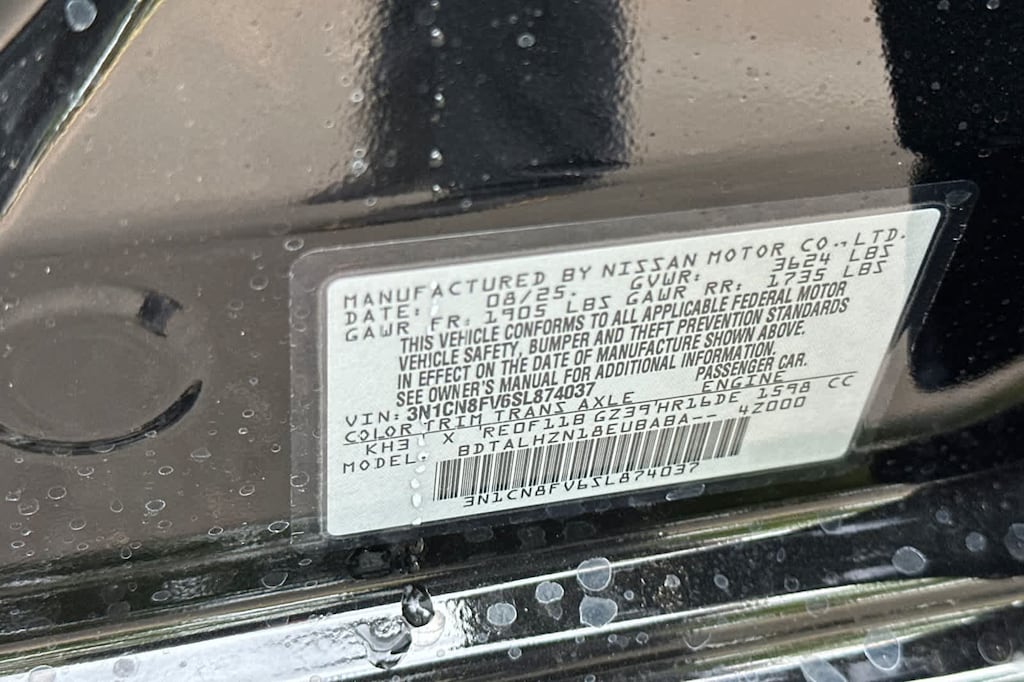 MANUFACTURED BY NISSAN MOTOR CO.,LTD.
DATE: 08/25. GVWR: 3624 LBS
GAWR FR: 1905 LBS GAWR RR: 1735 LBS
THIS VEHICLE CONFORMS TO ALL APPLICABLE FEDERAL MOTOR
VEHICLE SAFETY, BUMPER AND THEFT PREVENTION STANDARDS
IN EFFECT ON THE DATE OF MANUFACTURE SHOWN ABOVE.
SEE OWNER'S MANUAL FOR ADDITIONAL INFORMATION.
VIN: 3N1CN8FV6SL874037 PASSENGER CAR.
COLOR TRIM TRANS AXLE ENGINE
KH3 X RE0F11B GZ39 HR16DE 1598 CC
MODEL: BDTALHZN18EUBABA-- 4Z000
3N1CN8FV6SL874037